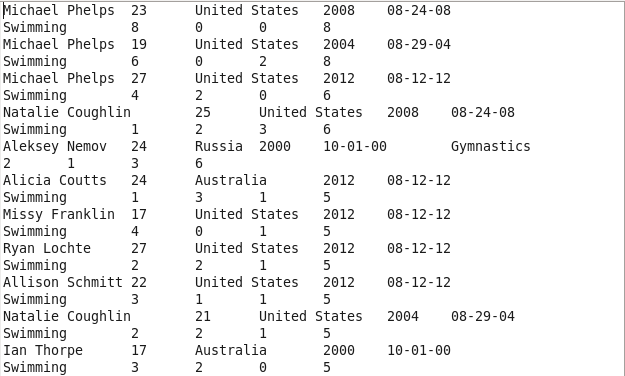 Michael Phelps 23 United States 2008 08-24-08
Swimming 8 0 0 8
Michael Phelps 19 United States 2004 08-29-04
Swimming 6 0 2 8
Michael Phelps 27 United States 2012 08-12-12
Swimming 4 2 0 6
Natalie Coughlin 25 United States 2008 08-24-08
Swimming 1 2 3 6
Aleksey Nemov 24 Russia 2000 10-01-00 Gymnastics
2 1 3 6
Alicia Coutts 24 Australia 2012 08-12-12
Swimming 1 3 1 5
Missy Franklin 17 United States 2012 08-12-12
Swimming 4 0 1 5
Ryan Lochte 27 United States 2012 08-12-12
Swimming 2 2 1 5
Allison Schmitt 22 United States 2012 08-12-12
Swimming 3 1 1 5
Natalie Coughlin 21 United States 2004 08-29-04
Swimming 2 2 1 5
Ian Thorpe 17 Australia 2000 10-01-00
Swimming 3 2 0 5